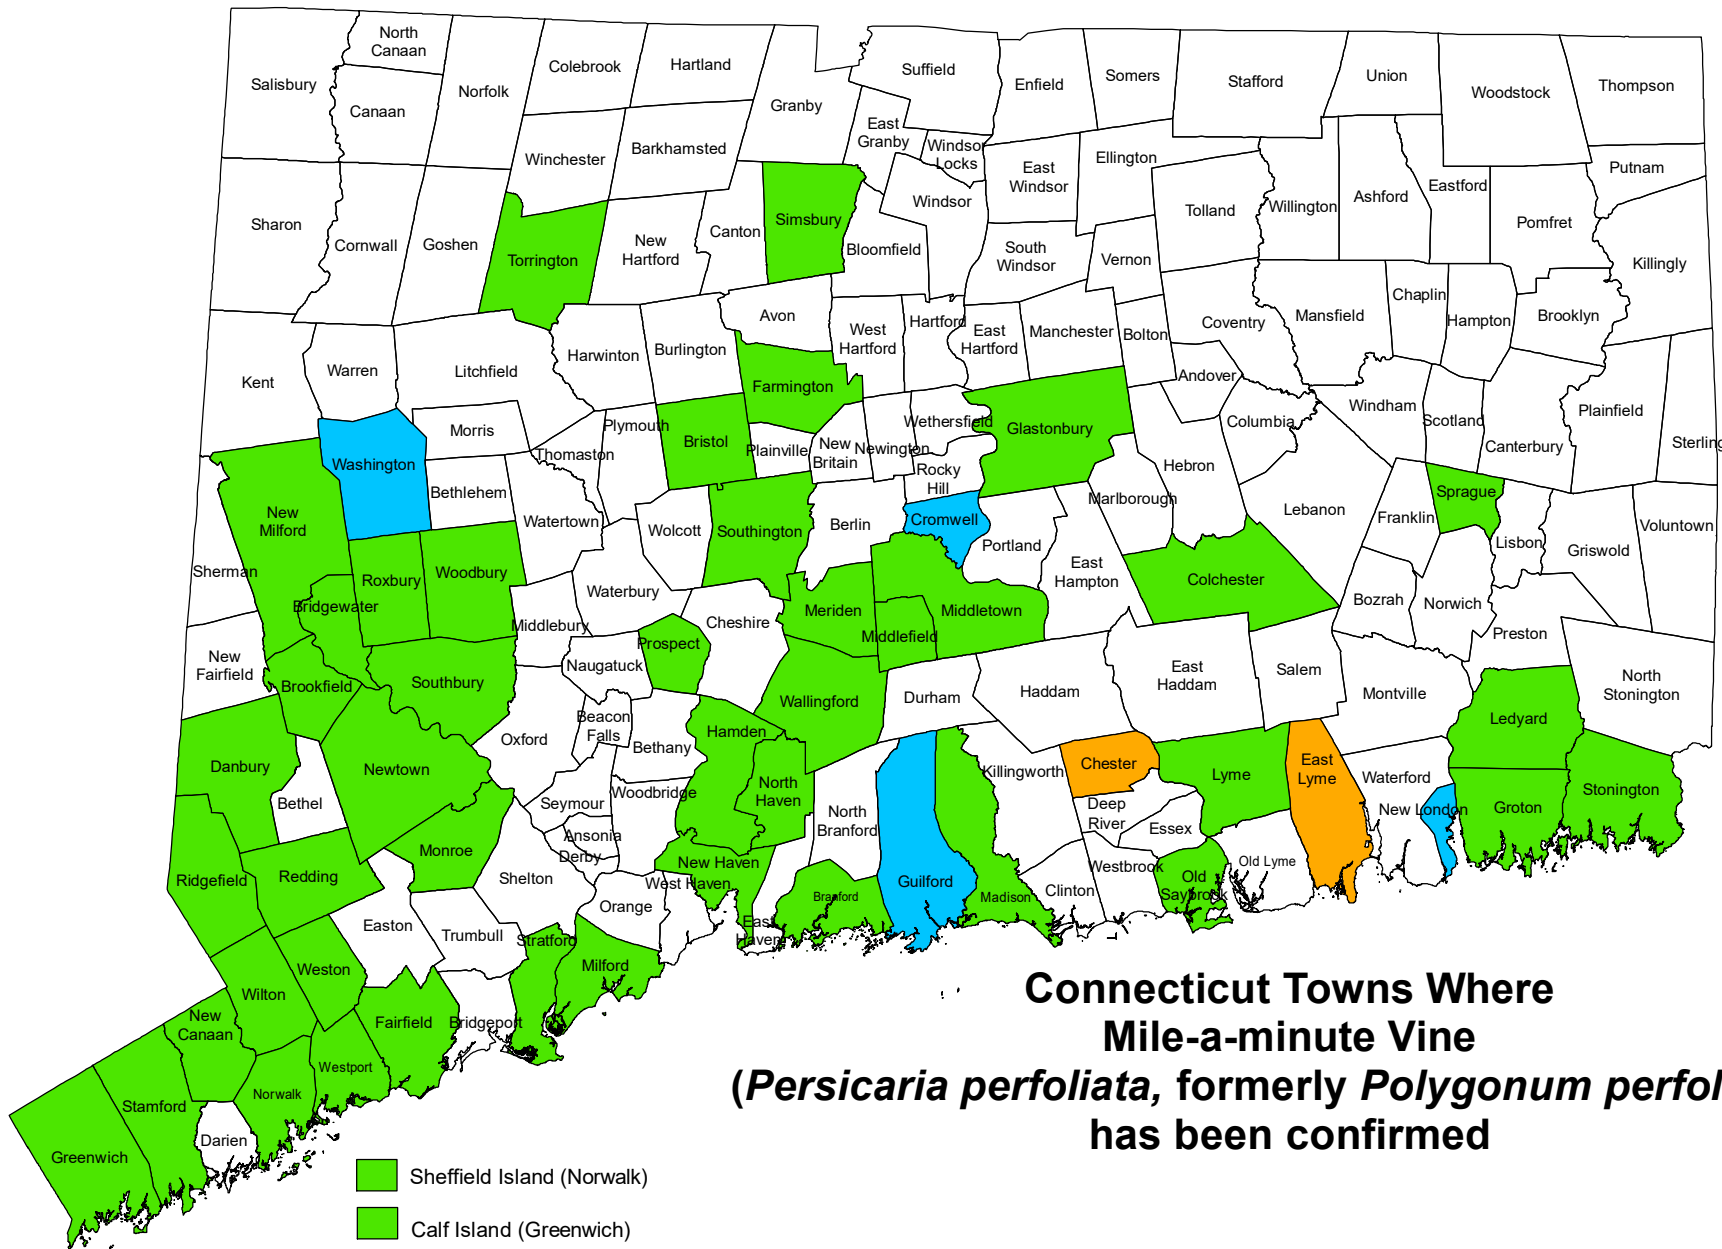 North
Canaan
Salisbury
Canaan
Norfolk
Colebrook
Hartland
Granby
Suffield
Enfield
Somers
Stafford
Union
Woodstock
Thompson
East
Granby
Windsor
Locks
Winchester
Barkhamsted
East
Windsor
Ellington
Putnam
Sharon
Cornwall
Goshen
Torrington
New
Hartford
Canton
Simsbury
Bloomfield
Windsor
South
Windsor
Vernon
Tolland
Willington
Ashford
Eastford
Pomfret
Killingly
Kent
Warren
Litchfield
Harwinton
Burlington
Avon
West
Hartford
Hartford
East
Hartford
Manchester
Bolton
Coventry
Mansfield
Chaplin
Hampton
Brooklyn
Andover
Farmington
Washington
Morris
Plymouth
Bristol
Plainville
New
Britain
Newington
Wethersfield
Glastonbury
Columbia
Windham
Scotland
Canterbury
Plainfield
Sterling
Thomaston
Rocky
Hill
Hebron
Marlborough
Bethlehem
New
Milford
Watertown
Wolcott
Southington
Berlin
Cromwell
Portland
Lebanon
Franklin
Sprague
Lisbon
Griswold
Voluntown
Sherman
Bridgewater
Roxbury
Woodbury
Waterbury
East
Hampton
Colchester
Bozrah
Norwich
Middlebury
Cheshire
Meriden
Middlefield
Middletown
Preston
New
Fairfield
Brookfield
Southbury
Naugatuck
Prospect
Wallingford
Durham
Haddam
East
Haddam
Salem
Montville
North
Stonington
Ledyard
Danbury
Bethel
Newtown
Oxford
Beacon
Falls
Bethany
Hamden
North
Haven
Killingworth
Chester
Lyme
East
Lyme
Waterford
New London
Groton
Stonington
Seymour
Woodbridge
Ansonia
Derby
North
Branford
Deep
River
Essex
Ridgefield
Redding
Monroe
Shelton
New Haven
West Haven
Orange
East
Haven
Branford
Guilford
Madison
Clinton
Westbrook
Old
Saybrook
Old Lyme
Easton
Trumbull
Stratford
Milford
Weston
Wilton
New
Canaan
Fairfield
Bridgeport
Westport
Norwalk
Stamford
Darien
Greenwich
Connecticut Towns Where
Mile-a-minute Vine
(Persicaria perfoliata, formerly Polygonum perfol
has been confirmed
Sheffield Island (Norwalk)
Calf Island (Greenwich)